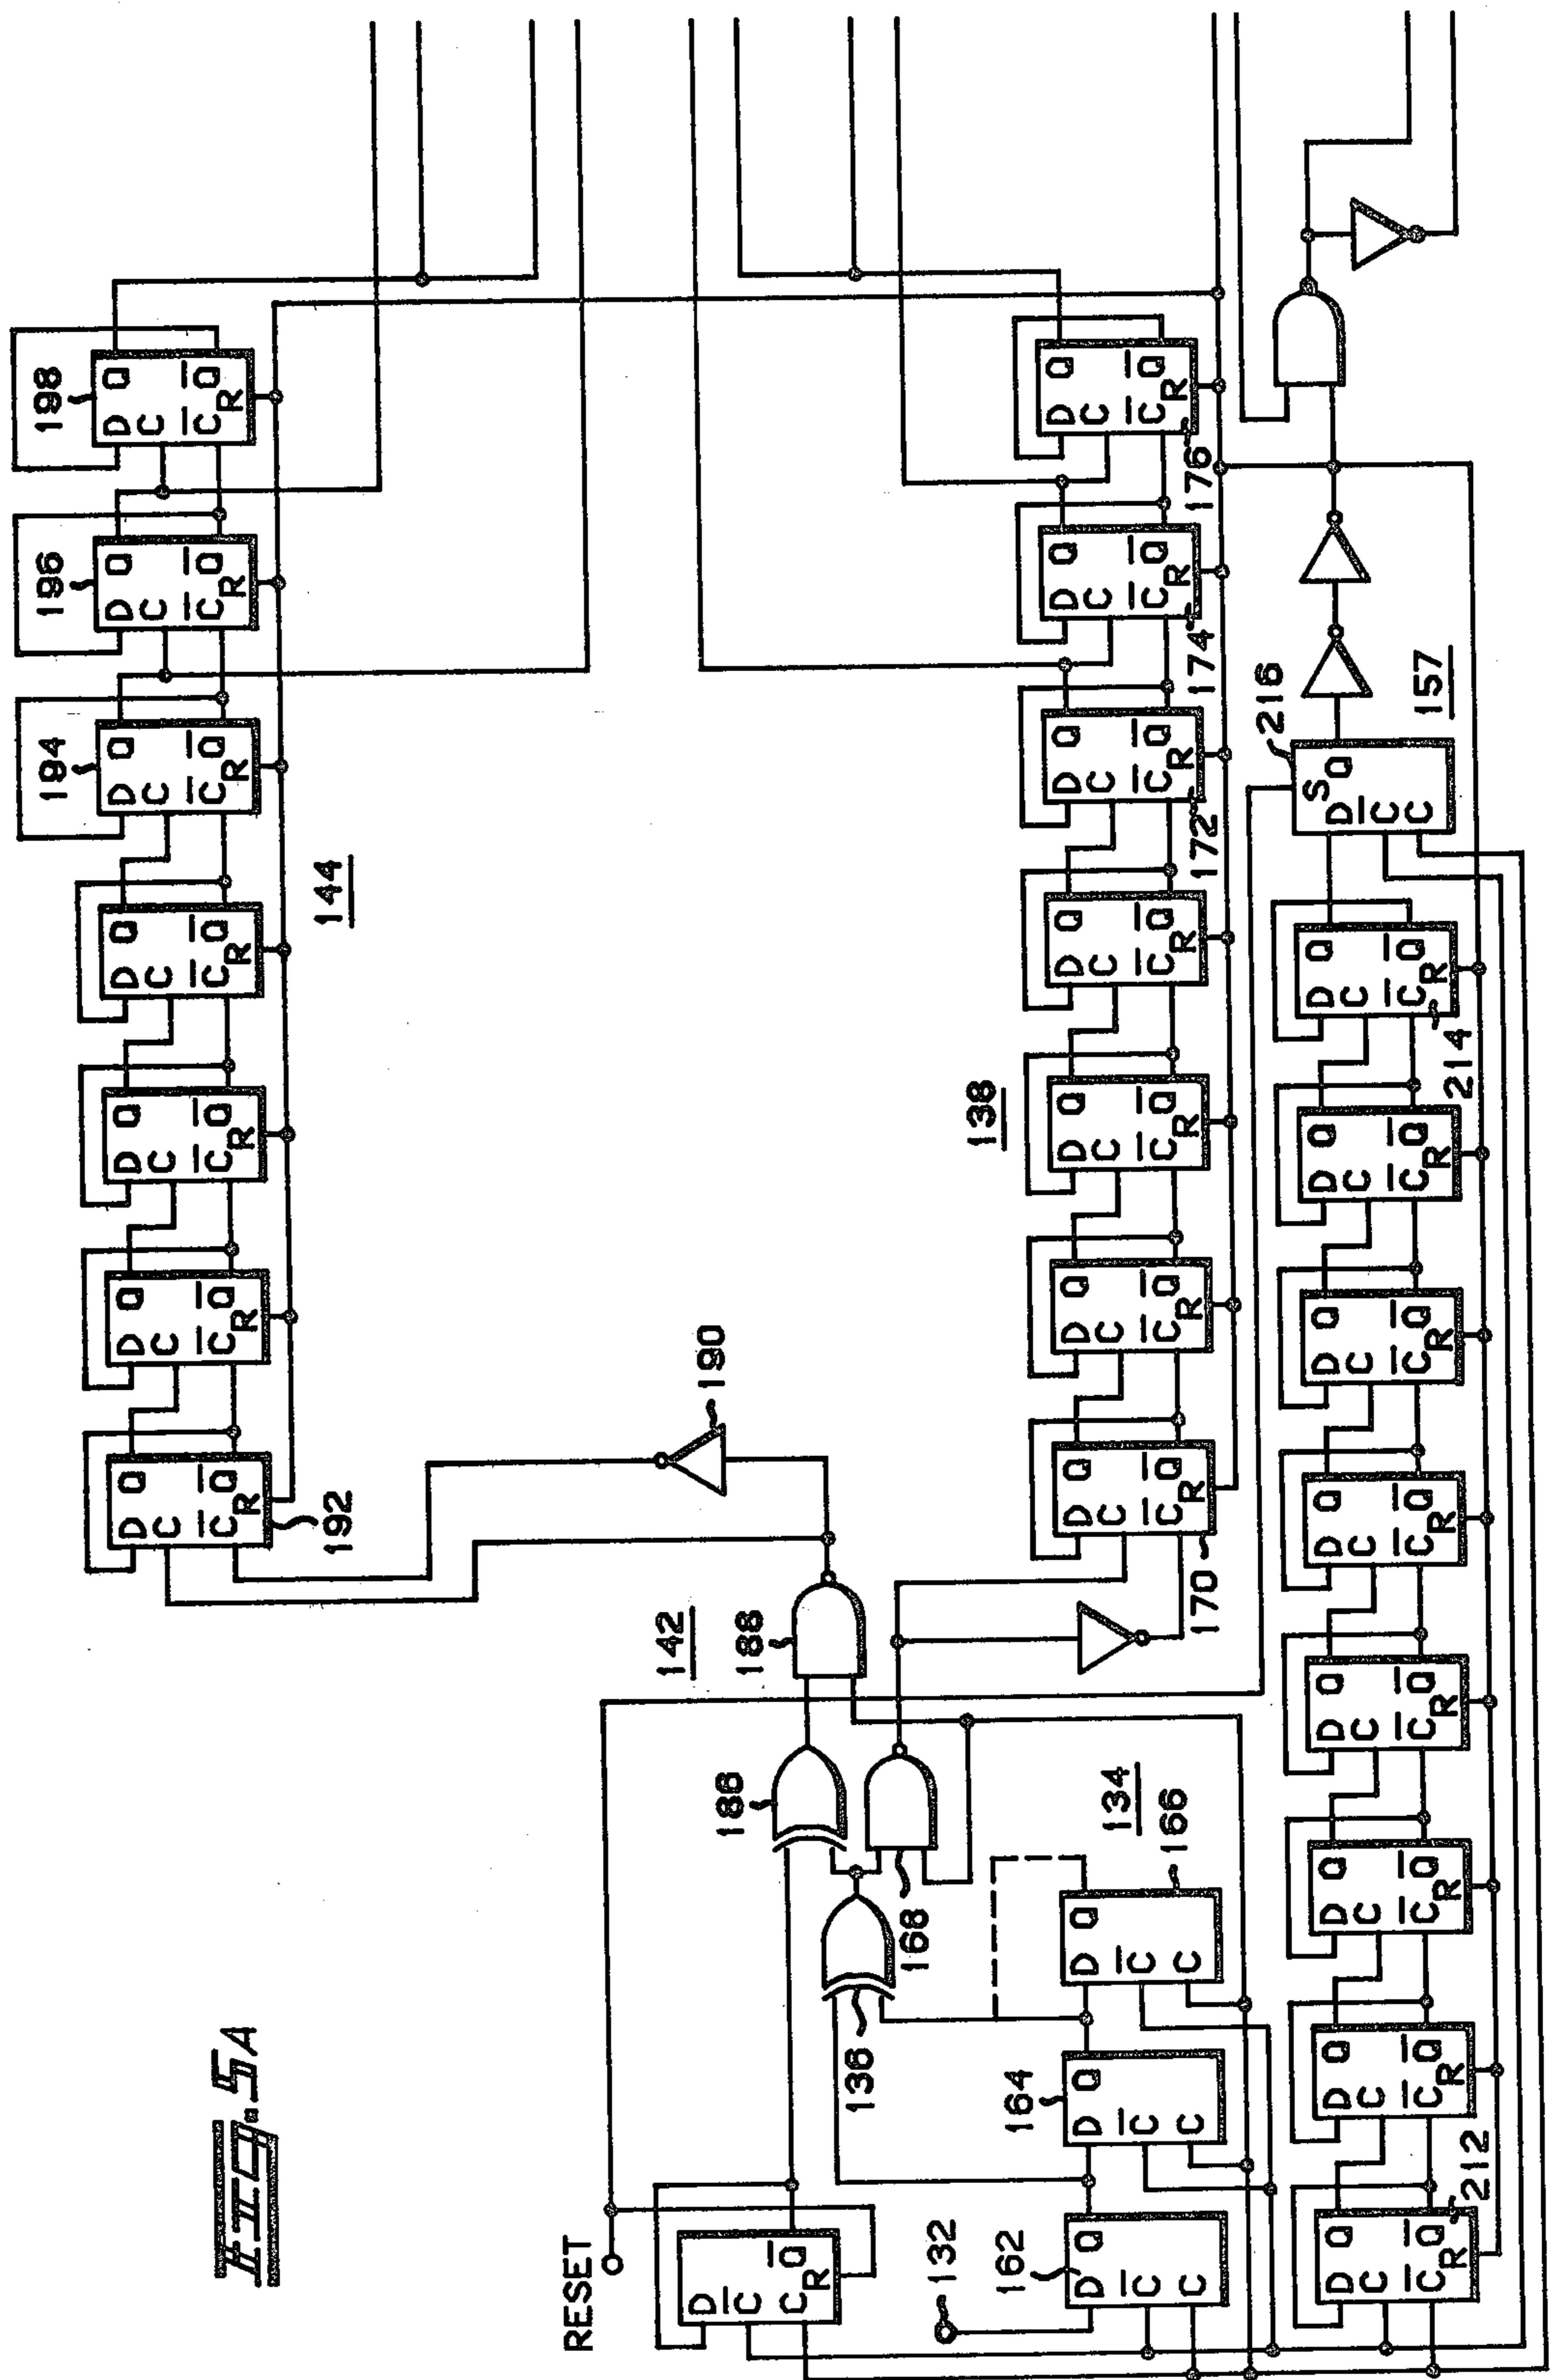 194 196 198
D Q D Q D Q D Q D Q D Q D Q
C C C C C C C
C̄ Q̄ C̄ Q̄ C̄ Q̄ C̄ Q̄ C̄ Q̄ C̄ Q̄ C̄ Q̄
R R R R R R R
192
144
FIG. 5A
RESET
142
190
186
188
D
C̄
C Q̄
R
136
168
132
138
162
164
134
166
D Q D Q D Q
C̄ C̄ C̄
C C C
D Q D Q D Q D Q D Q D Q D Q
C C C C C C C
C̄ Q̄ C̄ Q̄ C̄ Q̄ C̄ Q̄ C̄ Q̄ C̄ Q̄ C̄ Q̄
R R R R R R R
170 172 174 176
216
157
D Q D Q D Q D Q D Q D Q D Q D Q
C C C C C C C C
C̄ Q̄ C̄ Q̄ C̄ Q̄ C̄ Q̄ C̄ Q̄ C̄ Q̄ C̄ Q̄ C̄ Q̄
R R R R R R R R
S
Q
D
C̄
C
212
214